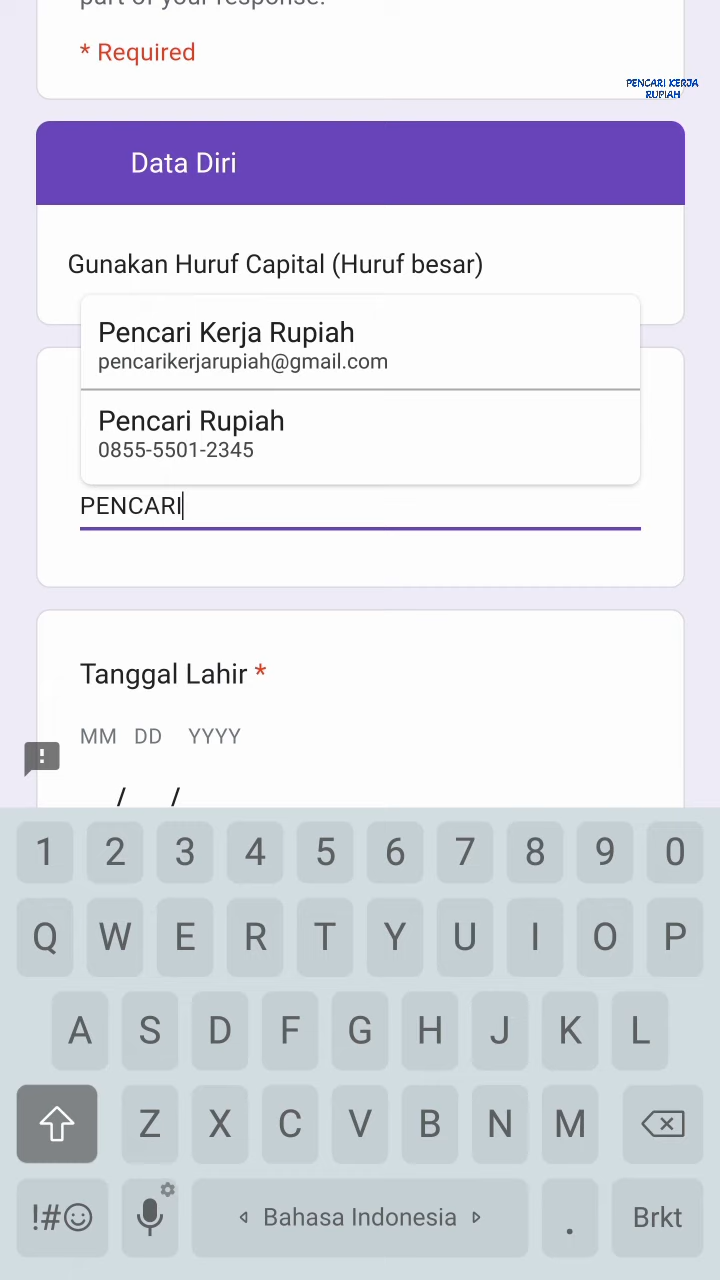 part of your response.
* Required
PENCARI KERJA
RUPIAH
Data Diri
Gunakan Huruf Capital (Huruf besar)
Pencari Kerja Rupiah
pencarikerjarupiah@gmail.com
Pencari Rupiah
0855-5501-2345
PENCARI
Tanggal Lahir *
MM DD YYYY
/ /
!
1 2 3 4 5 6 7 8 9 0
Q W E R T Y U I O P
A S D F G H J K L
Z X C V B N M
!#☺ Bahasa Indonesia . Brkt